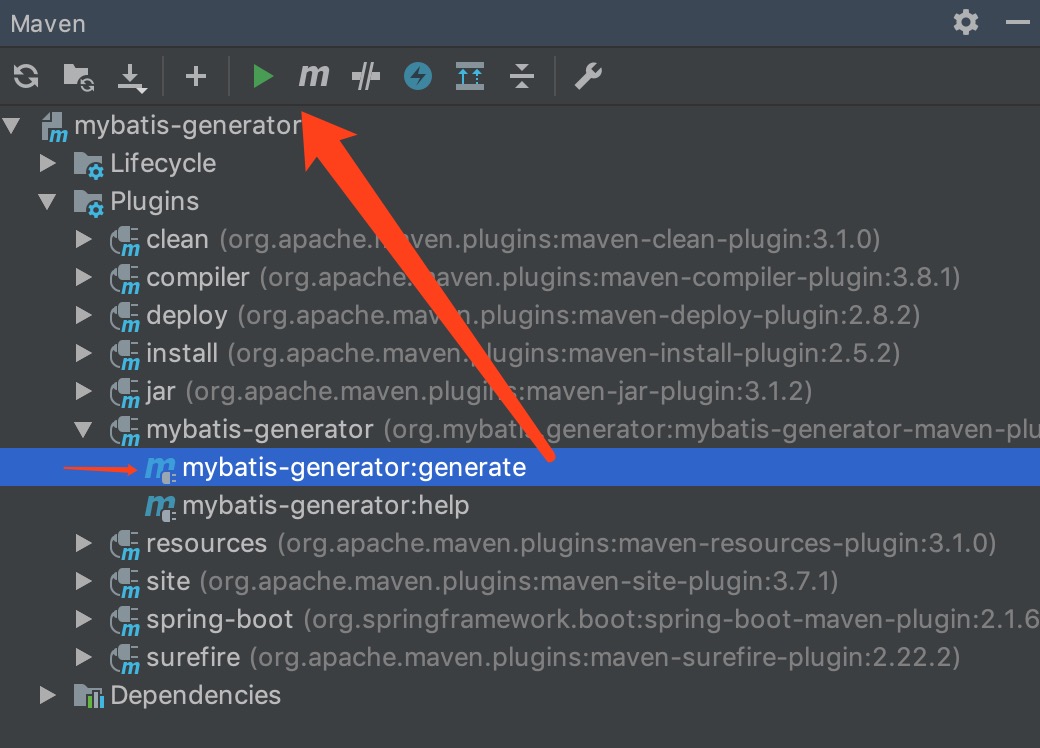 Maven
mybatis-generator
Lifecycle
Plugins
clean (org.apache.maven.plugins:maven-clean-plugin:3.1.0)
compiler (org.apache.maven.plugins:maven-compiler-plugin:3.8.1)
deploy (org.apache.maven.plugins:maven-deploy-plugin:2.8.2)
install (org.apache.maven.plugins:maven-install-plugin:2.5.2)
jar (org.apache.maven.plugins:maven-jar-plugin:3.1.2)
mybatis-generator (org.mybatis.generator:mybatis-generator-maven-plu
mybatis-generator:generate
mybatis-generator:help
resources (org.apache.maven.plugins:maven-resources-plugin:3.1.0)
site (org.apache.maven.plugins:maven-site-plugin:3.7.1)
spring-boot (org.springframework.boot:spring-boot-maven-plugin:2.1.6
surefire (org.apache.maven.plugins:maven-surefire-plugin:2.22.2)
Dependencies